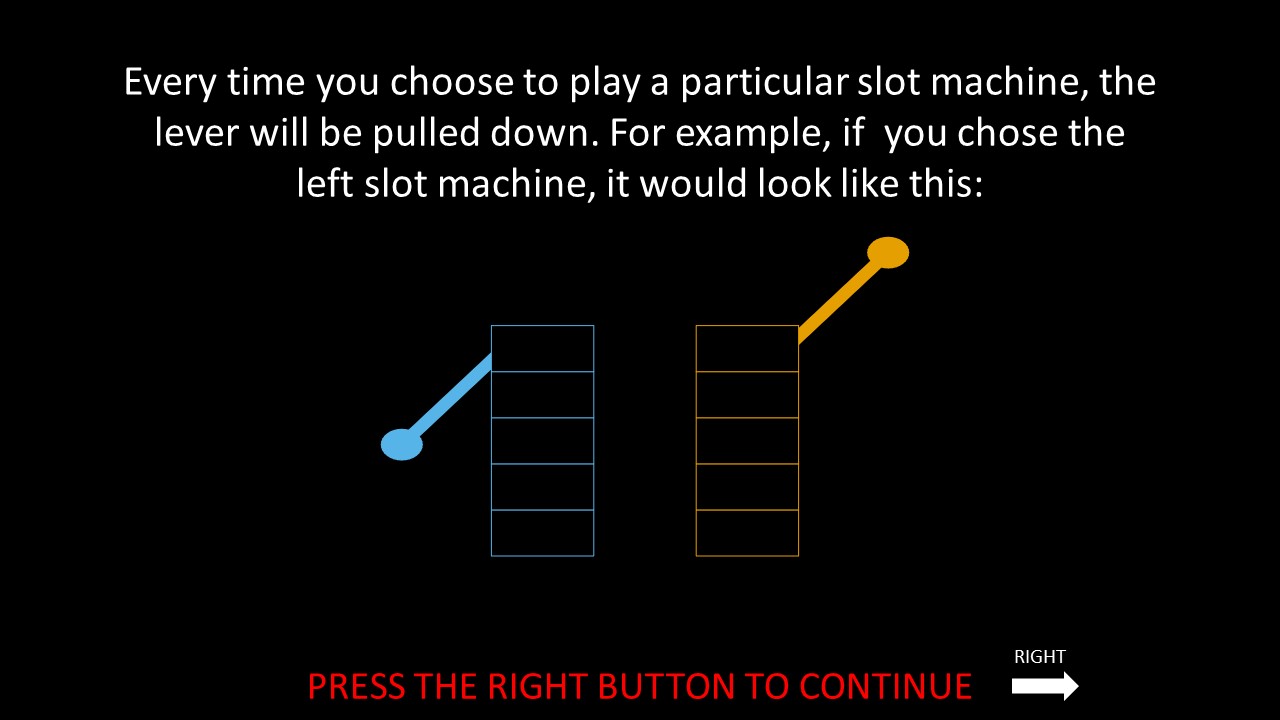 Every time you choose to play a particular slot machine, the
lever will be pulled down. For example, if  you chose the
left slot machine, it would look like this:
RIGHT
PRESS THE RIGHT BUTTON TO CONTINUE